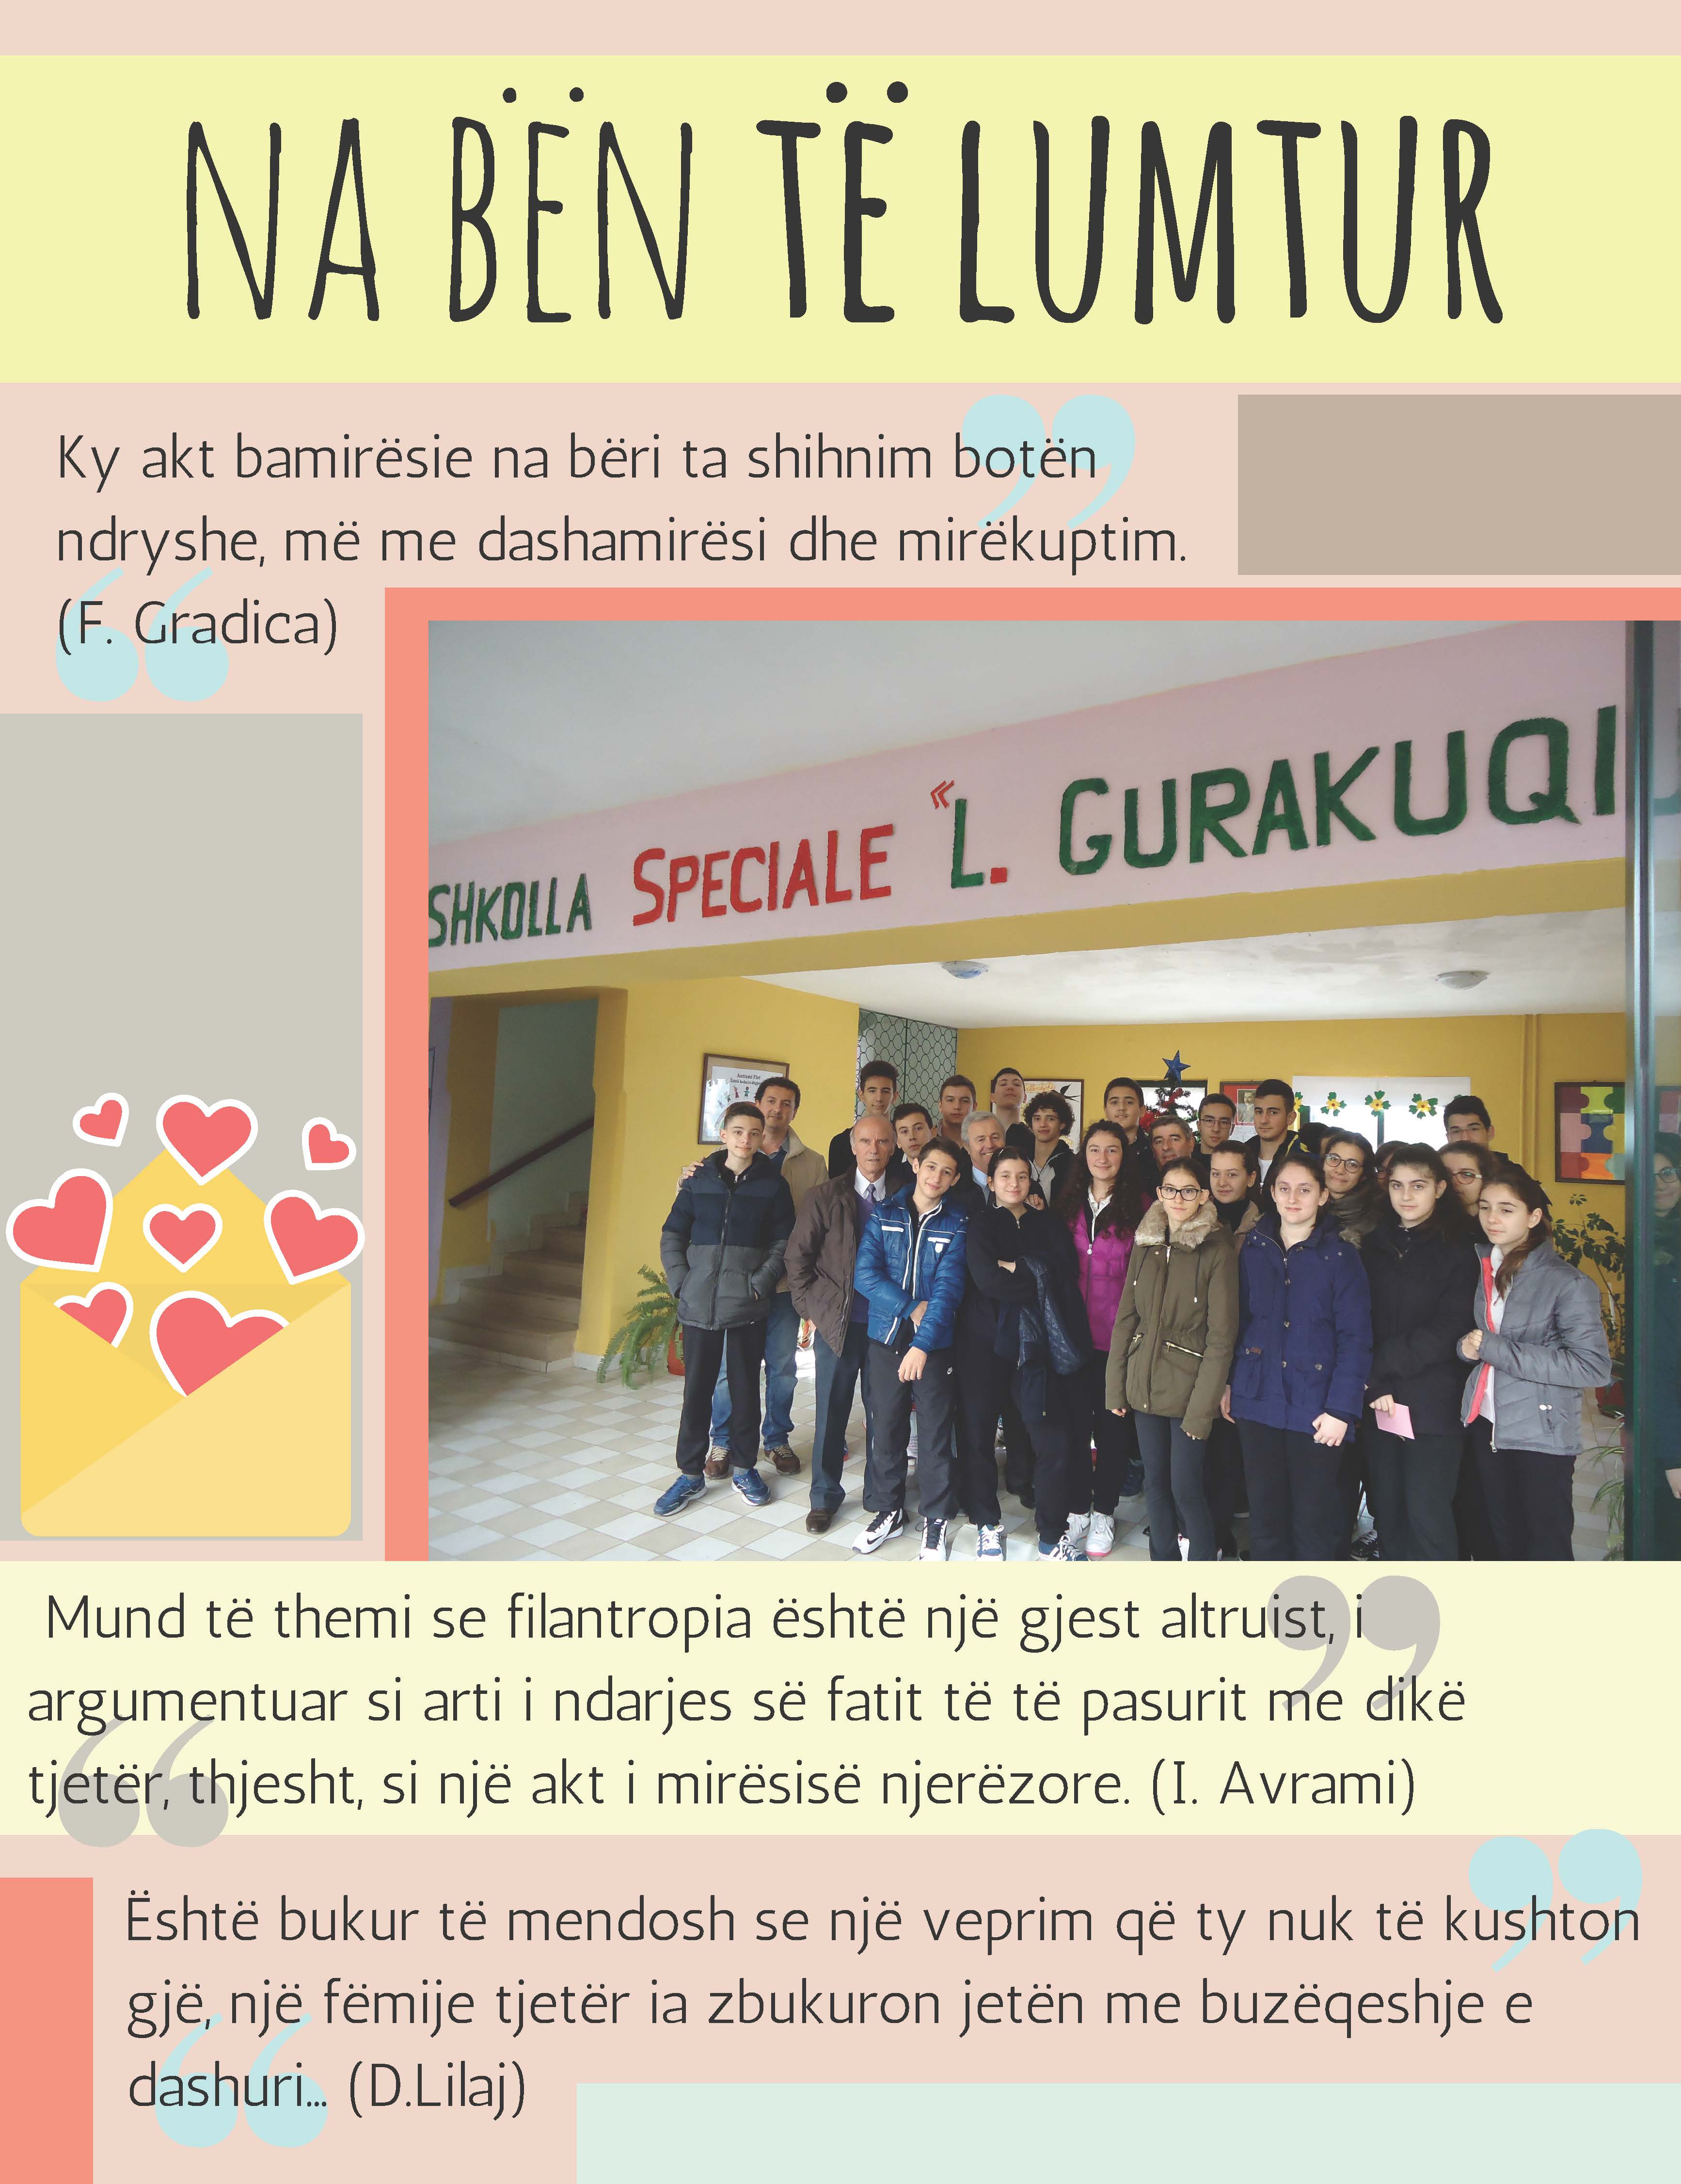 NA BËN TË LUMTUR
Ky akt bamirësie na bëri ta shihnim botën
ndryshe, më me dashamirësi dhe mirëkuptim.
(F. Gradica)
SHKOLLA SPECIALE "L. GURAKUQI
Mund të themi se filantropia është një gjest altruist, i
argumentuar si arti i ndarjes së fatit të të pasurit me dikë
tjetër, thjesht, si një akt i mirësisë njerëzore. (I. Avrami)
Është bukur të mendosh se një veprim që ty nuk të kushton
gjë, një fëmije tjetër ia zbukuron jetën me buzëqeshje e
dashuri... (D.Lilaj)